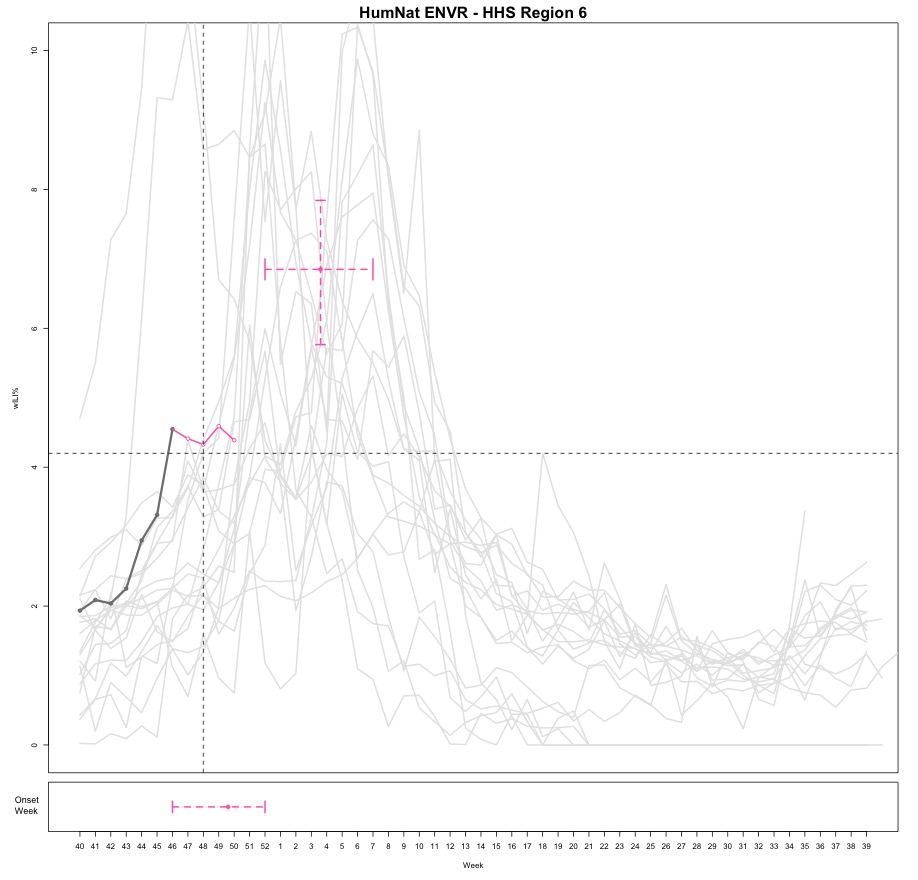 HumNat ENVR - HHS Region 6
10
8
6
4
2
0
wILI%
Onset
Week
40 41 42 43 44 45 46 47 48 49 50 51 52 1 2 3 4 5 6 7 8 9 10 11 12 13 14 15 16 17 18 19 20 21 22 23 24 25 26 27 28 29 30 31 32 33 34 35 36 37 38 39
Week